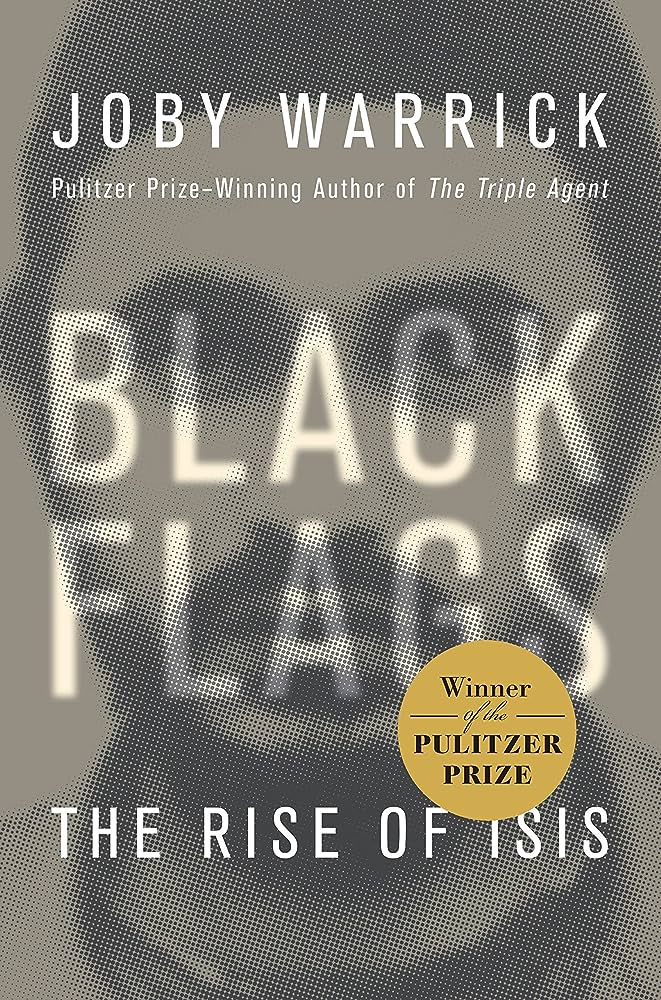 JOBY WARRICK
Pulitzer Prize–Winning Author of The Triple Agent
BLACK
FLAGS
Winner
of the
PULITZER
PRIZE
THE RISE OF ISIS